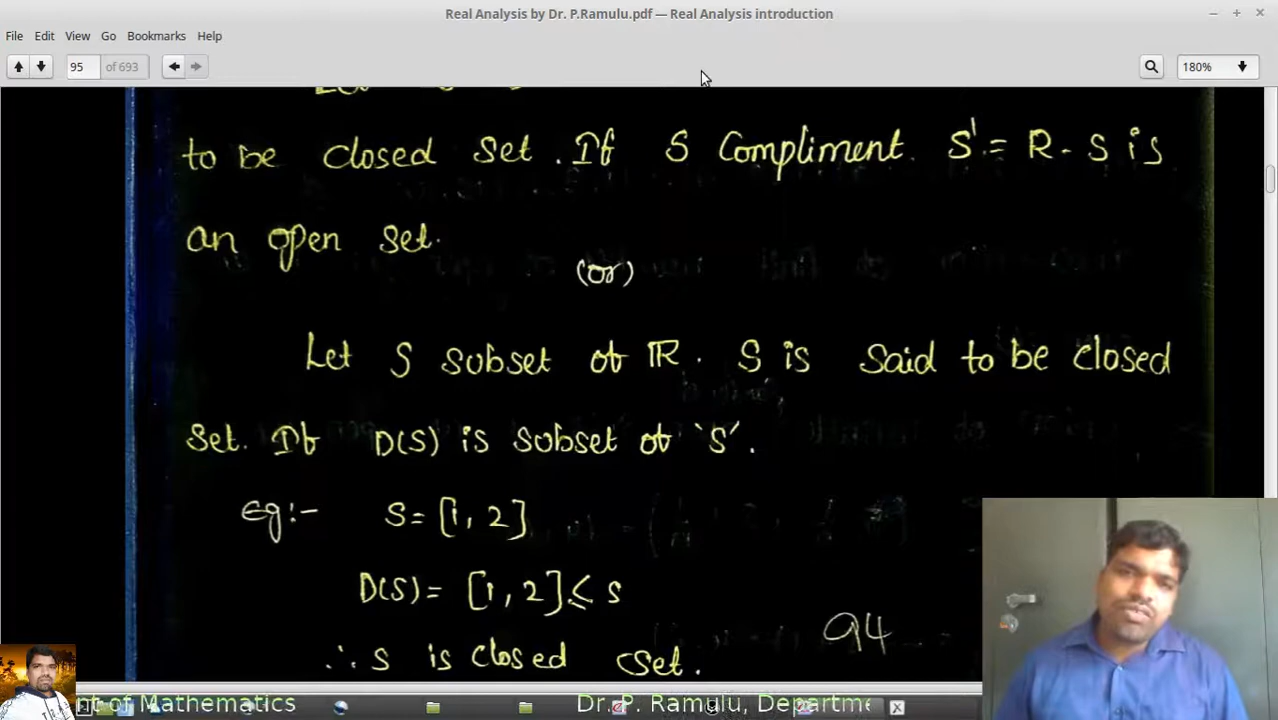 Real Analysis by Dr. P.Ramulu.pdf — Real Analysis introduction
File Edit View Go Bookmarks Help
95 of 693 180%
to be closed set. If S Compliment. S' = R - S is
an open set.
(or)
Let S subset of R. S is said to be closed
set. If D(S) is subset of 'S'.
eg:- S = [1, 2]
D(S) = [1, 2] ≤ S
∴ S is closed set.
94
nt of Mathematics Dr. P. Ramulu, Departme